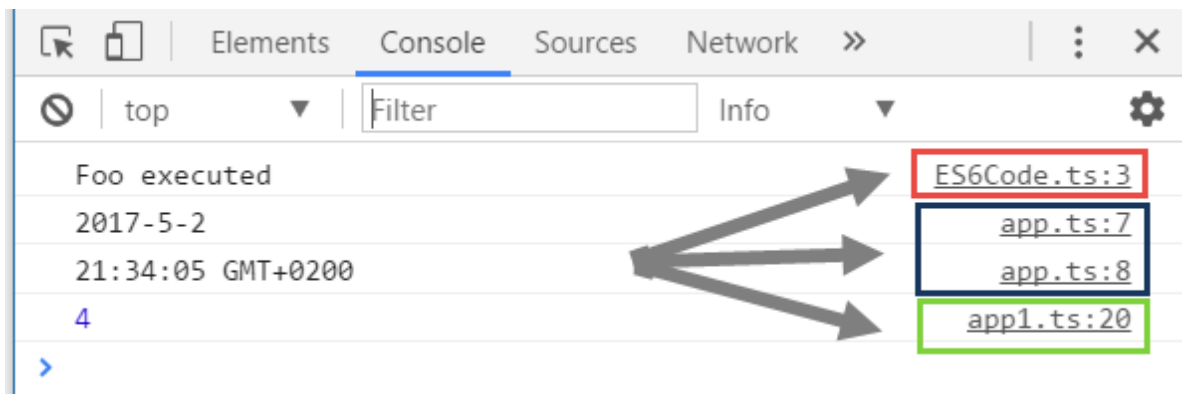 Elements Console Sources Network »
top ▼ Filter Info ▼
Foo executed ES6Code.ts:3
2017-5-2 app.ts:7
21:34:05 GMT+0200 app.ts:8
4 app1.ts:20
>